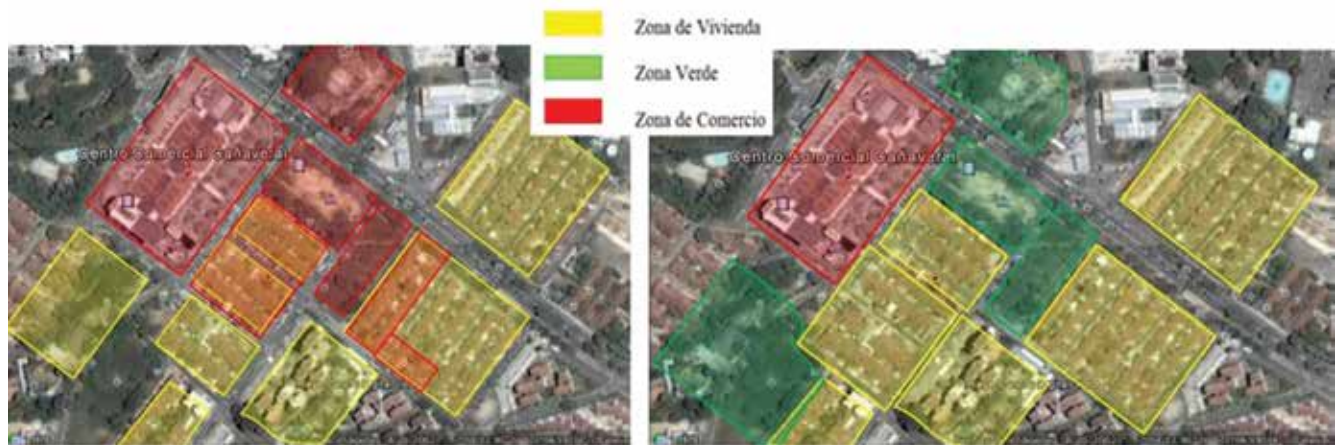 Zona de Vivienda
Zona Verde
Zona de Comercio
Centro Comercial Cañaveral
Centro Comercial Cañaveral